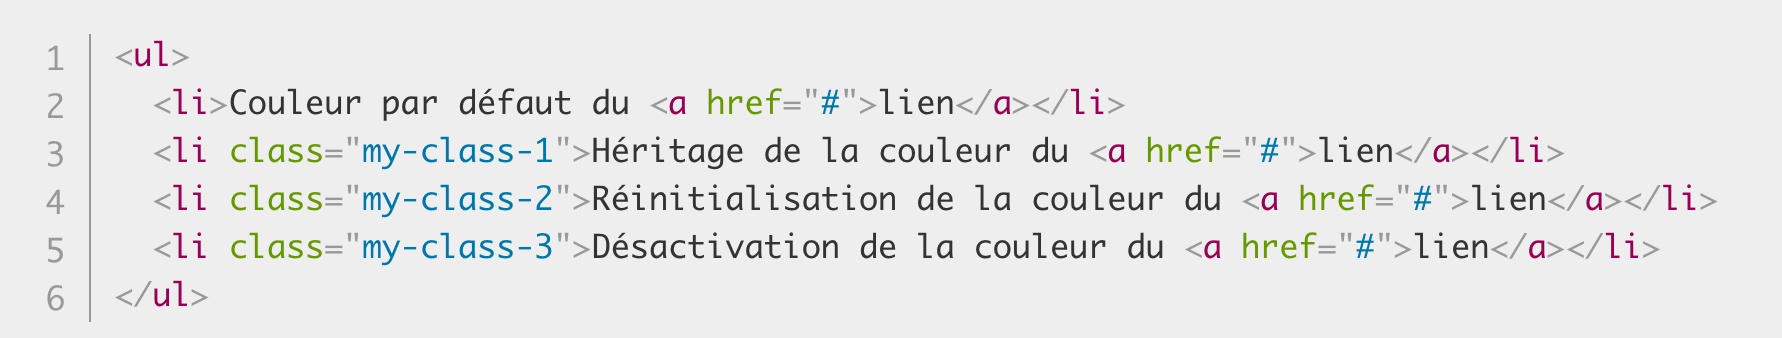 1 <ul>
2   <li>Couleur par défaut du <a href="#">lien</a></li>
3   <li class="my-class-1">Héritage de la couleur du <a href="#">lien</a></li>
4   <li class="my-class-2">Réinitialisation de la couleur du <a href="#">lien</a></li>
5   <li class="my-class-3">Désactivation de la couleur du <a href="#">lien</a></li>
6 </ul>